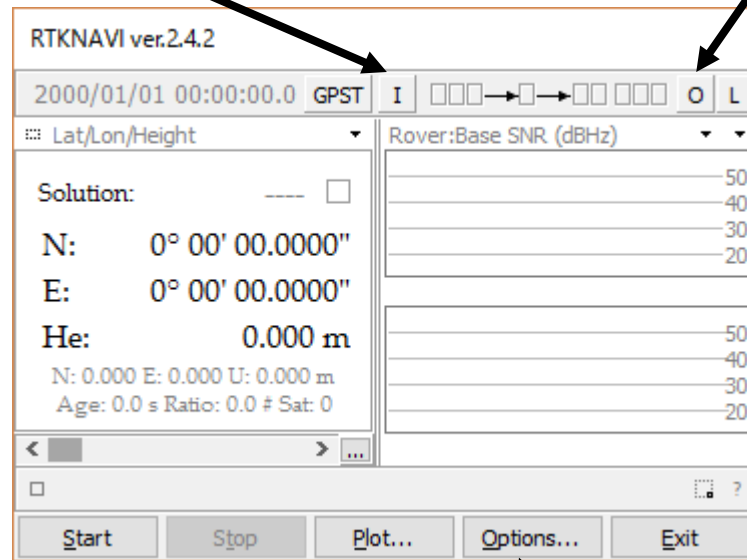 RTKNAVI ver.2.4.2
2000/01/01 00:00:00.0 GPST I O L
Lat/Lon/Height Rover:Base SNR (dBHz)
Solution: ----
N: 0° 00' 00.0000"
E: 0° 00' 00.0000"
He: 0.000 m
N: 0.000 E: 0.000 U: 0.000 m
Age: 0.0 s Ratio: 0.0 # Sat: 0
50
40
30
20
50
40
30
20
...
?
Start Stop Plot... Options... Exit